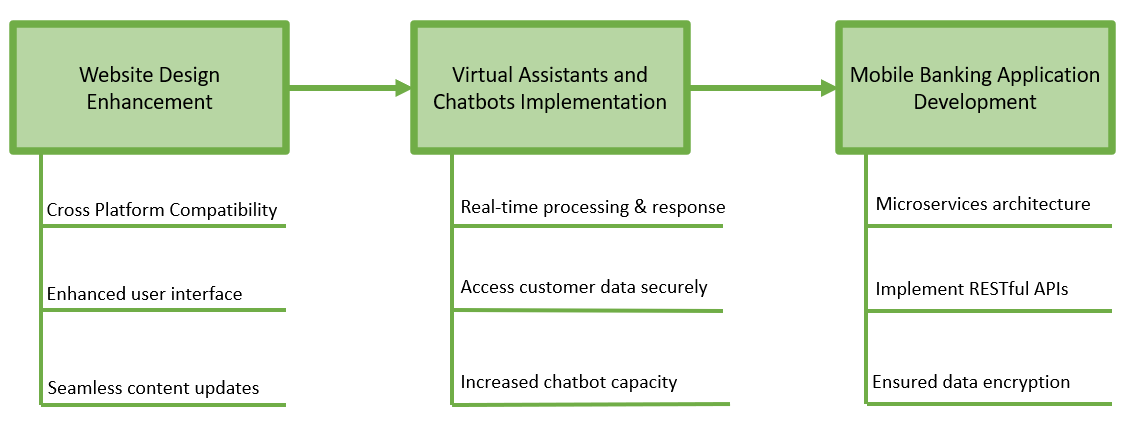 Website Design
Enhancement
Cross Platform Compatibility
Enhanced user interface
Seamless content updates
Virtual Assistants and
Chatbots Implementation
Real-time processing & response
Access customer data securely
Increased chatbot capacity
Mobile Banking Application
Development
Microservices architecture
Implement RESTful APIs
Ensured data encryption